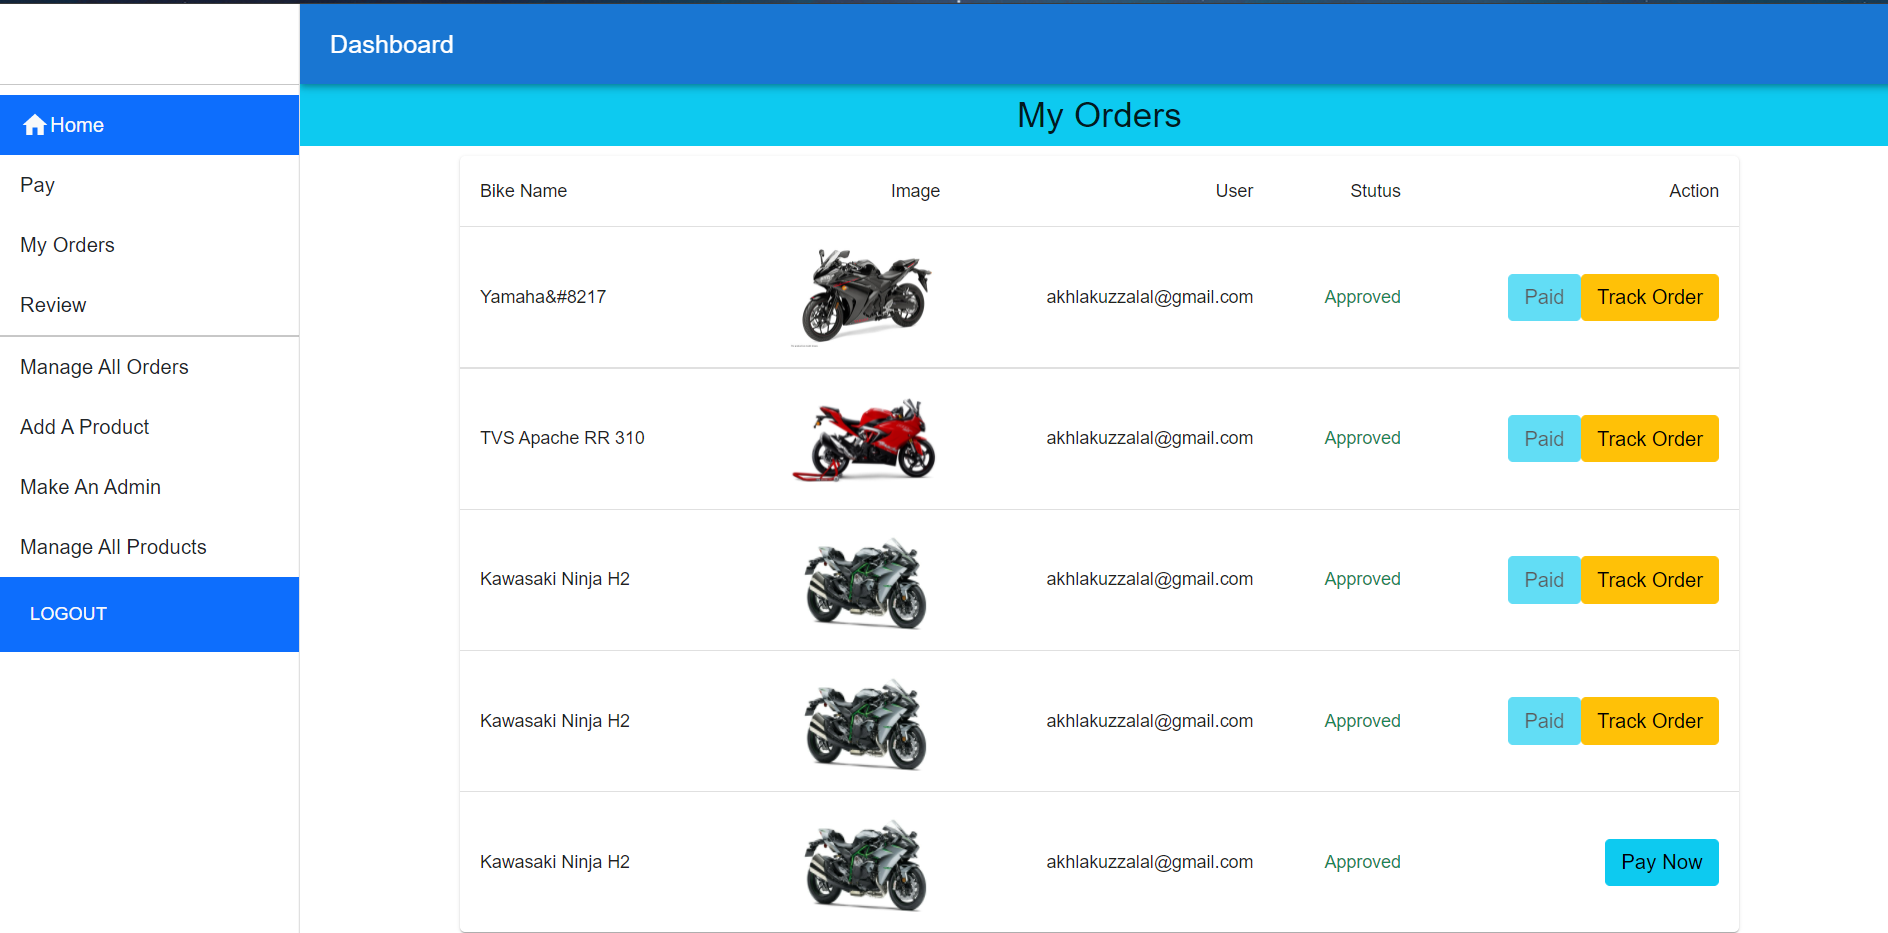 Dashboard
Home
Pay
My Orders
Review
Manage All Orders
Add A Product
Make An Admin
Manage All Products
LOGOUT
My Orders
Bike Name Image User Stutus Action
Yamaha&#8217 akhlakuzzalal@gmail.com Approved Paid Track Order
TVS Apache RR 310 akhlakuzzalal@gmail.com Approved Paid Track Order
Kawasaki Ninja H2 akhlakuzzalal@gmail.com Approved Paid Track Order
Kawasaki Ninja H2 akhlakuzzalal@gmail.com Approved Paid Track Order
Kawasaki Ninja H2 akhlakuzzalal@gmail.com Approved Pay Now